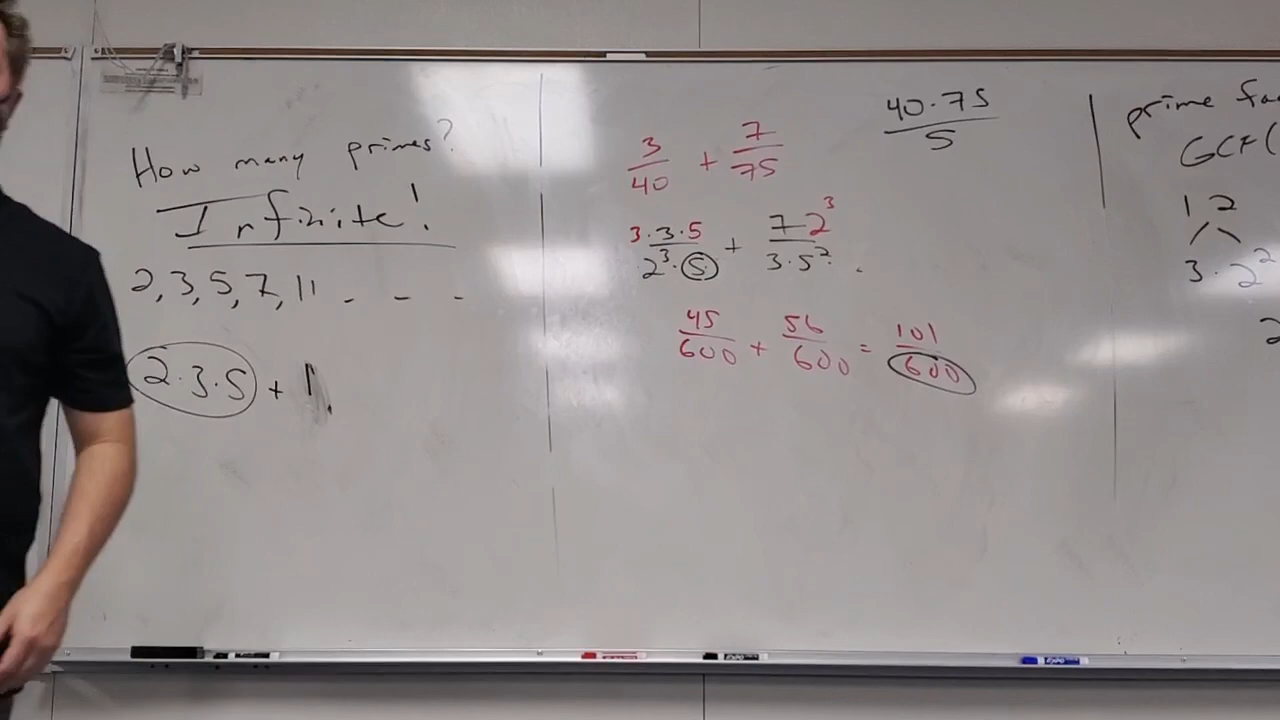 How many primes?
Infinite!
2, 3, 5, 7, 11 - - -
2·3·5 + 1
40·75
5
3/40 + 7/75
3·3·5/2³·5 + 7·2³/3·5²
45/600 + 56/600 = 101/600
prime fac
GCF(
12
3·2²
2